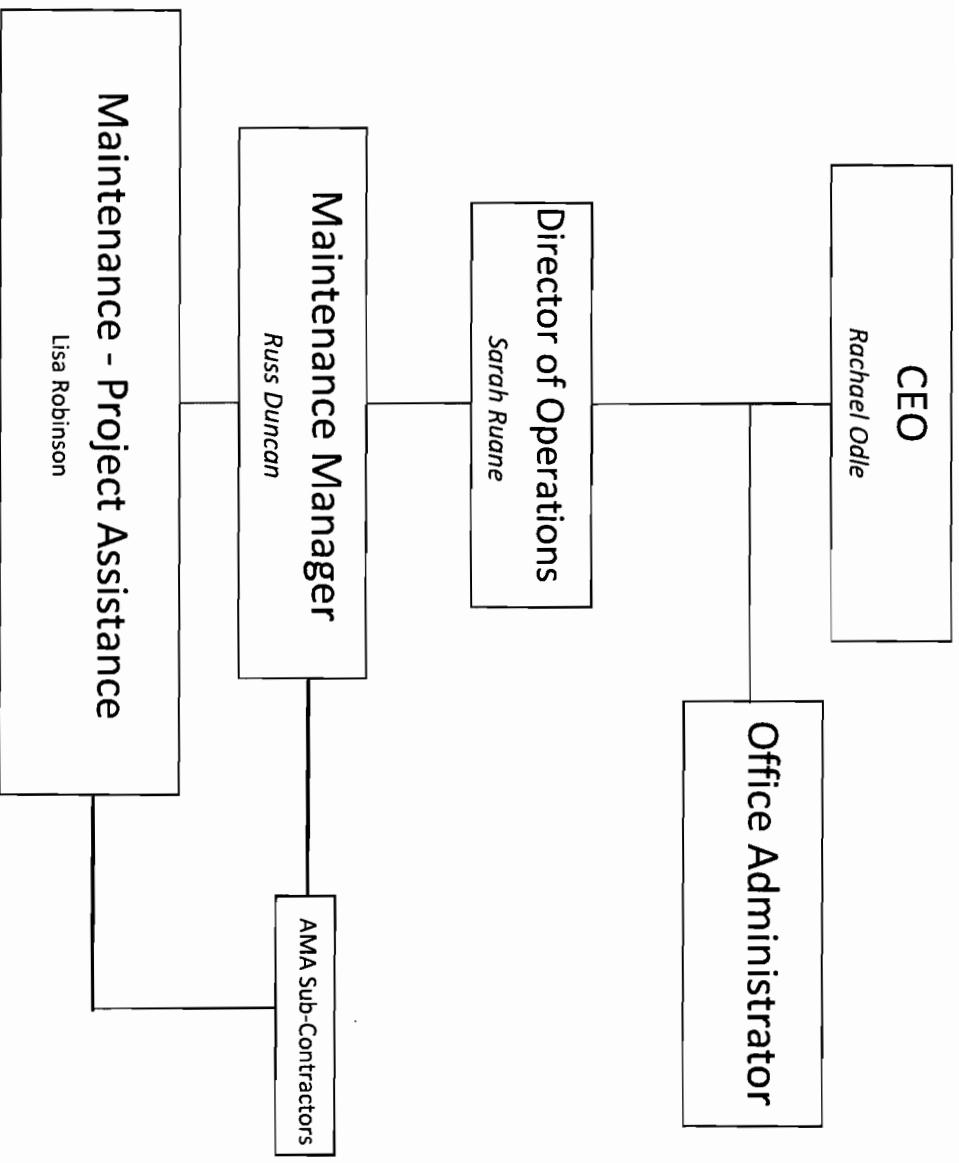 CEO
Rachael Odle
Office Administrator
Director of Operations
Sarah Ruane
Maintenance Manager
Russ Duncan
AMA Sub-Contractors
Maintenance - Project Assistance
Lisa Robinson